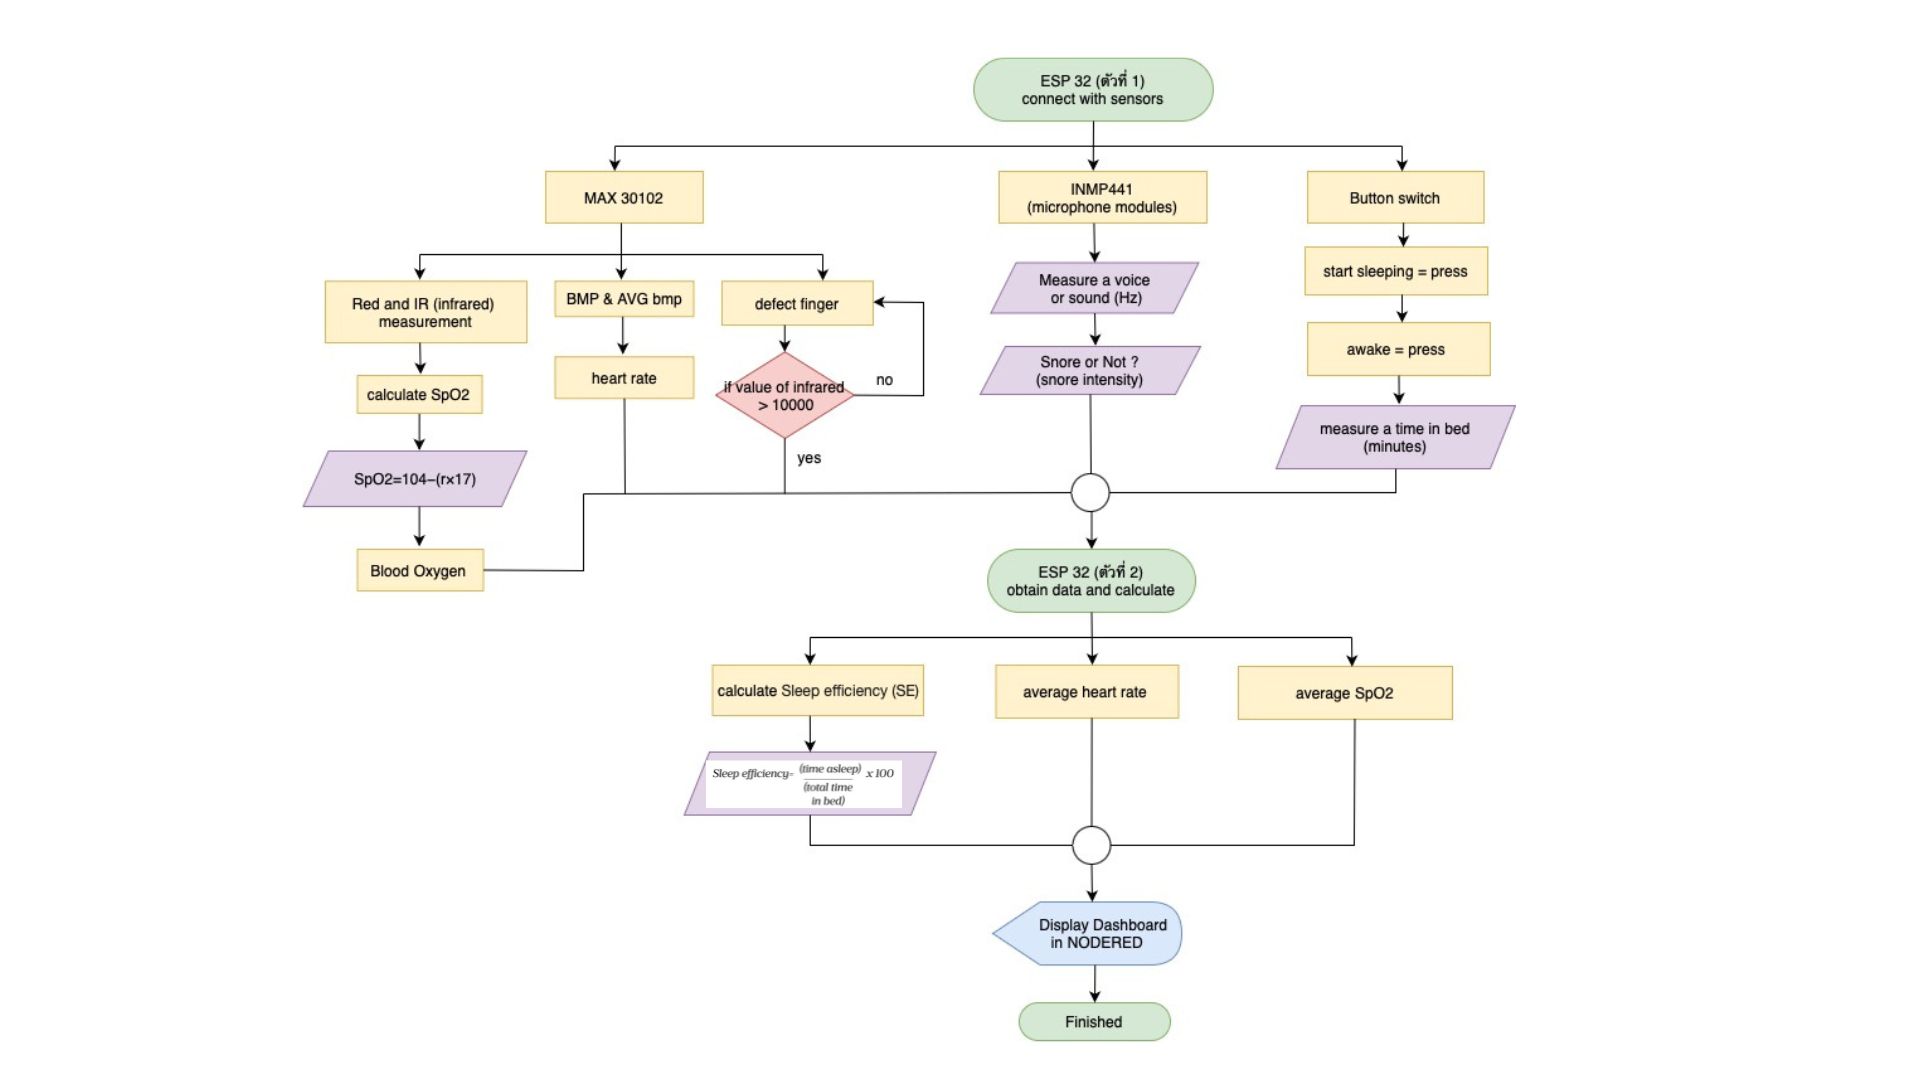 ESP 32 (ตัวที่ 1)
connect with sensors
MAX 30102
INMP441
(microphone modules)
Button switch
Red and IR (infrared)
measurement
BMP & AVG bmp
defect finger
Measure a voice
or sound (Hz)
start sleeping = press
calculate SpO2
heart rate
if value of infrared
> 10000
no
yes
Snore or Not ?
(snore intensity)
awake = press
SpO2=104–(r×17)
measure a time in bed
(minutes)
Blood Oxygen
ESP 32 (ตัวที่ 2)
obtain data and calculate
calculate Sleep efficiency (SE)
average heart rate
average SpO2
Sleep efficiency= (time asleep) x 100
(total time
in bed)
Display Dashboard
in NODERED
Finished